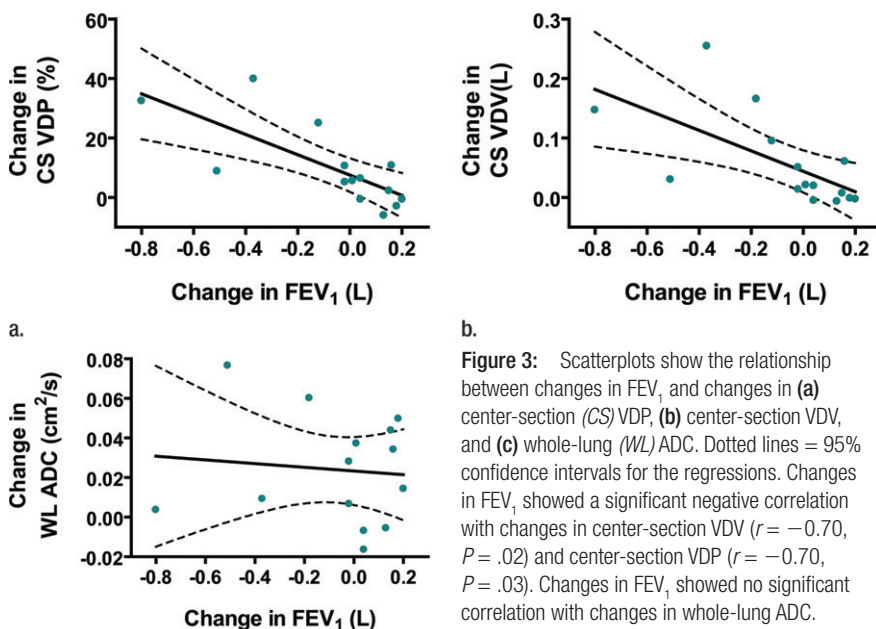 Change in
CS VDP (%)
60
40
20
0
-0.8 -0.6 -0.4 -0.2 0.0 0.2
Change in FEV₁ (L)
a.
Change in
CS VDV(L)
0.3
0.2
0.1
0.0
-0.8 -0.6 -0.4 -0.2 0.0 0.2
Change in FEV₁ (L)
b.
Change in
WL ADC (cm²/s)
0.08
0.06
0.04
0.02
0.00
-0.02
-0.8 -0.6 -0.4 -0.2 0.0 0.2
Change in FEV₁ (L)
Figure 3: Scatterplots show the relationship
between changes in FEV₁ and changes in (a)
center-section (CS) VDP, (b) center-section VDV,
and (c) whole-lung (WL) ADC. Dotted lines = 95%
confidence intervals for the regressions. Changes
in FEV₁ showed a significant negative correlation
with changes in center-section VDV (r = −0.70,
P = .02) and center-section VDP (r = −0.70,
P = .03). Changes in FEV₁ showed no significant
correlation with changes in whole-lung ADC.